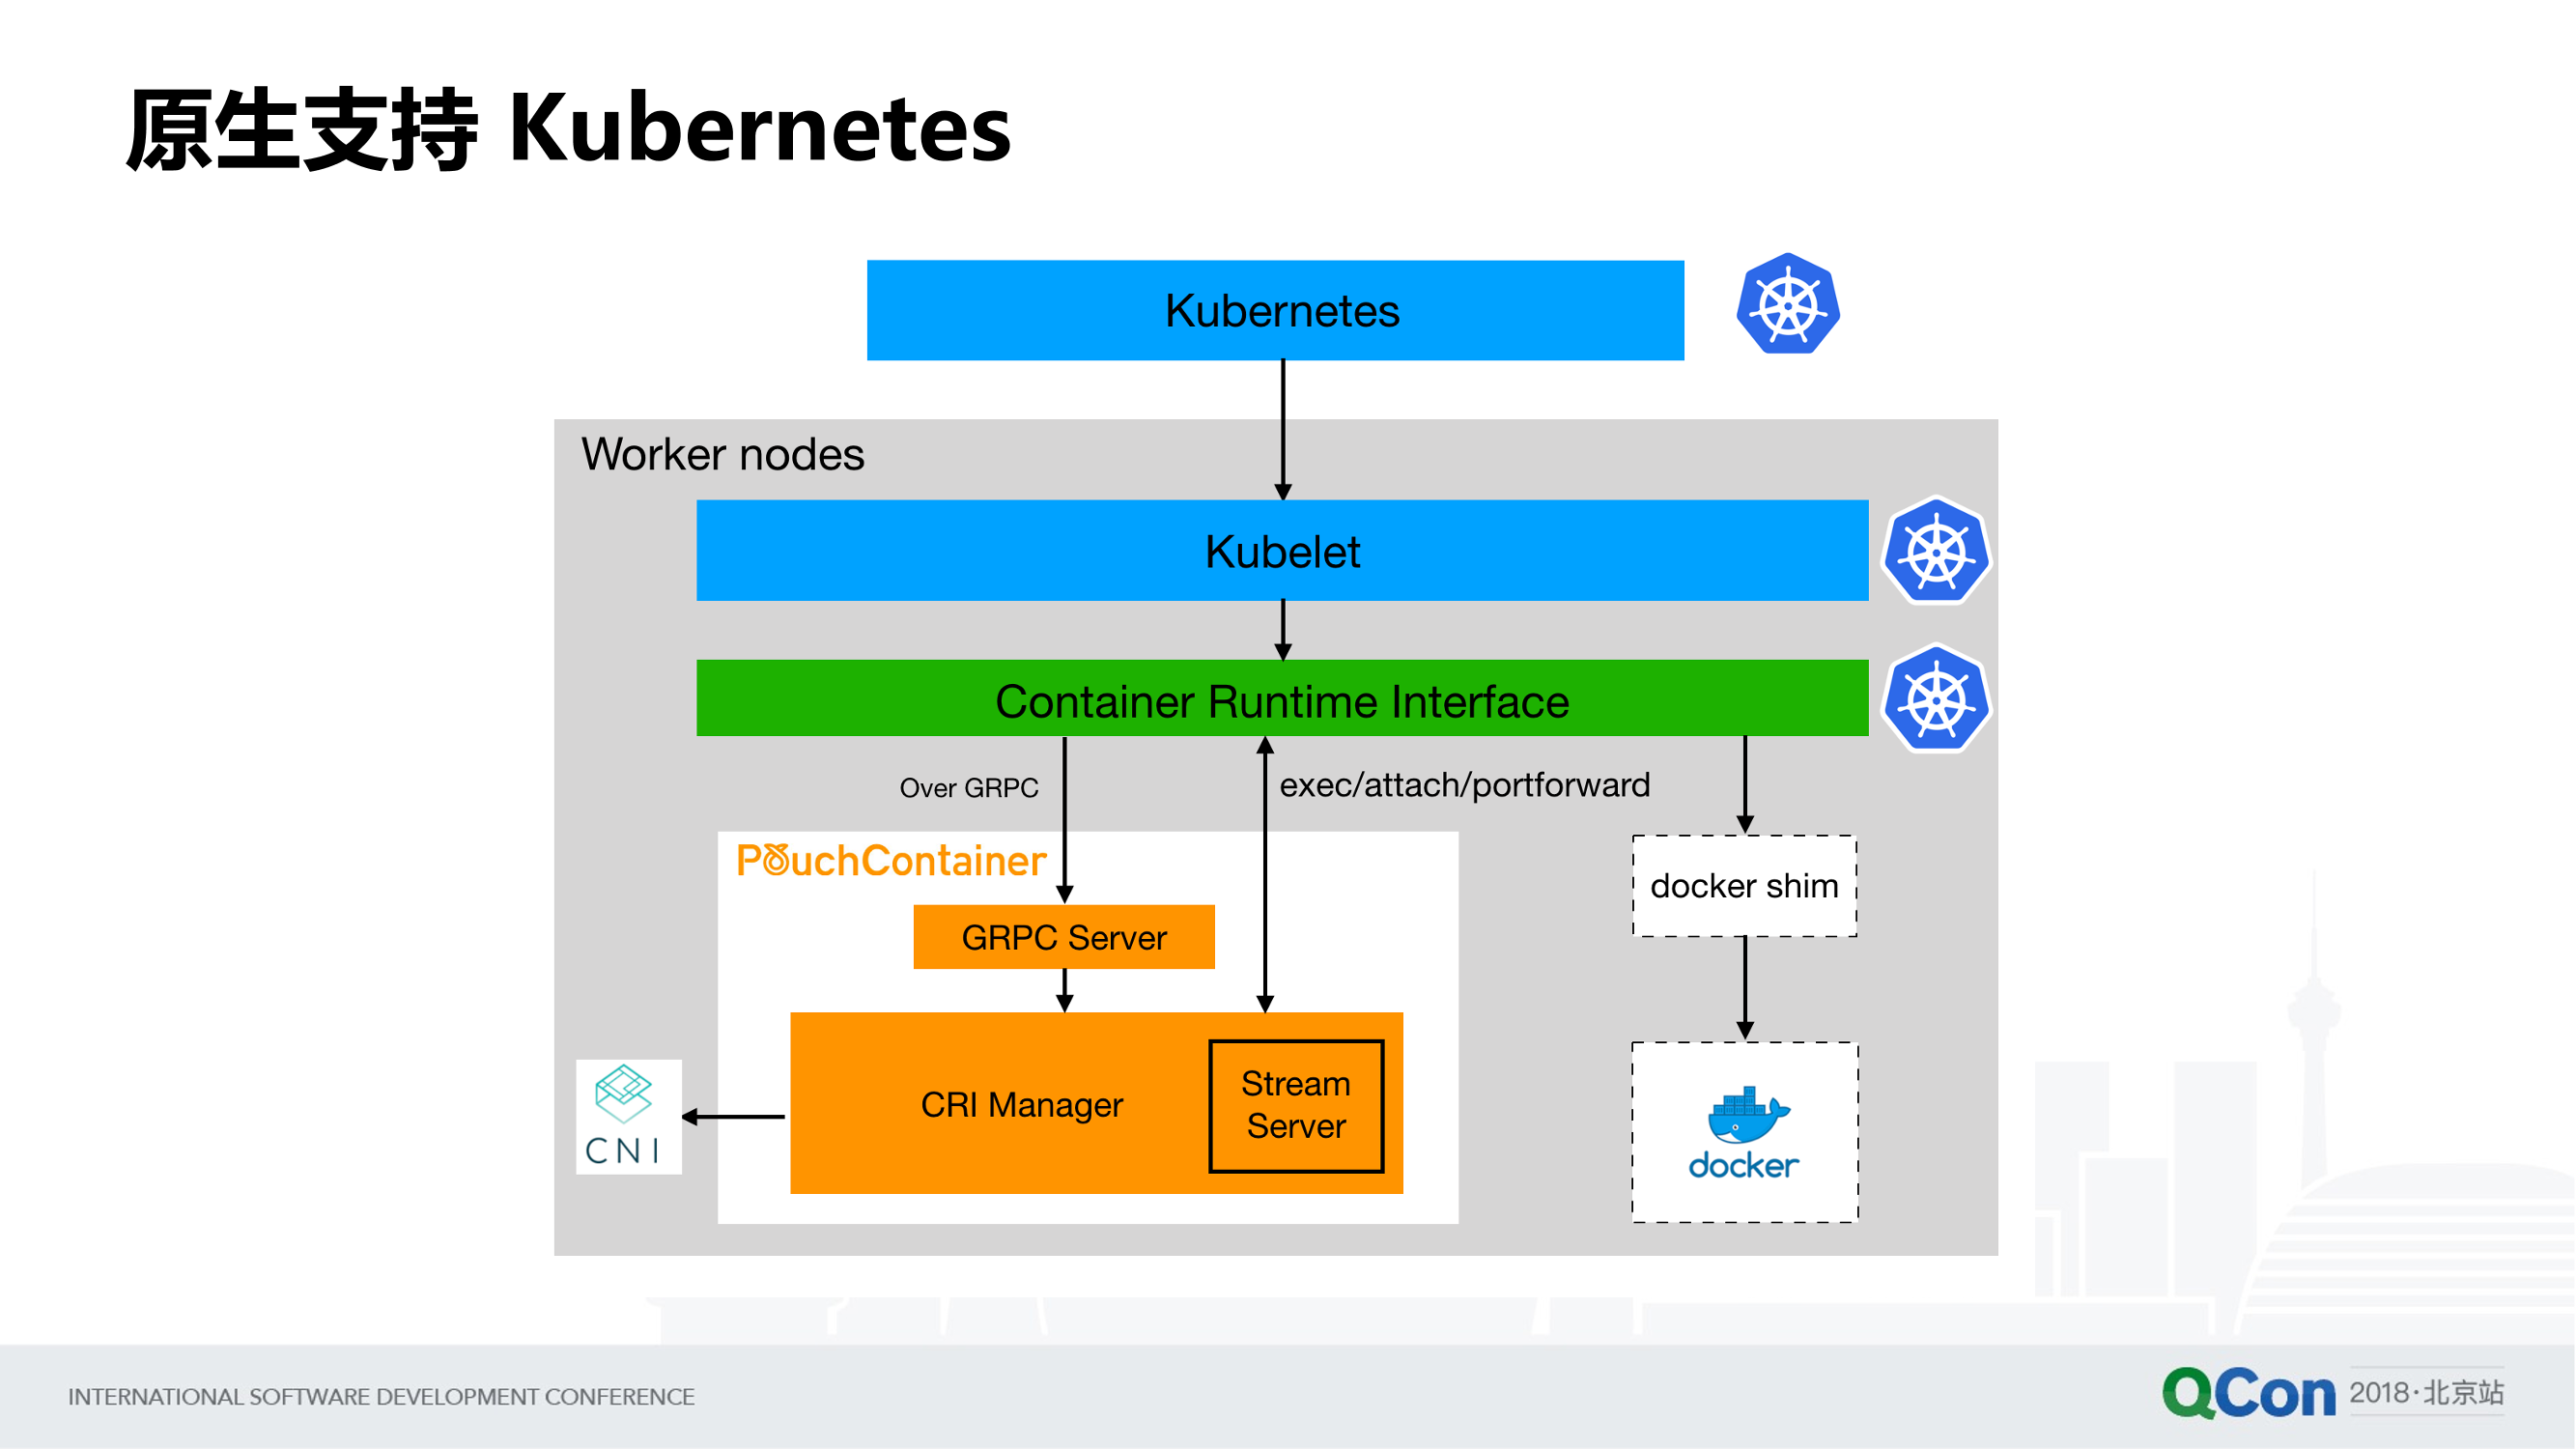 原生支持 Kubernetes
Kubernetes
Worker nodes
Kubelet
Container Runtime Interface
Over GRPC
exec/attach/portforward
PouchContainer
docker shim
GRPC Server
CRI Manager
Stream
Server
CNI
docker
INTERNATIONAL SOFTWARE DEVELOPMENT CONFERENCE
QCon 2018·北京站